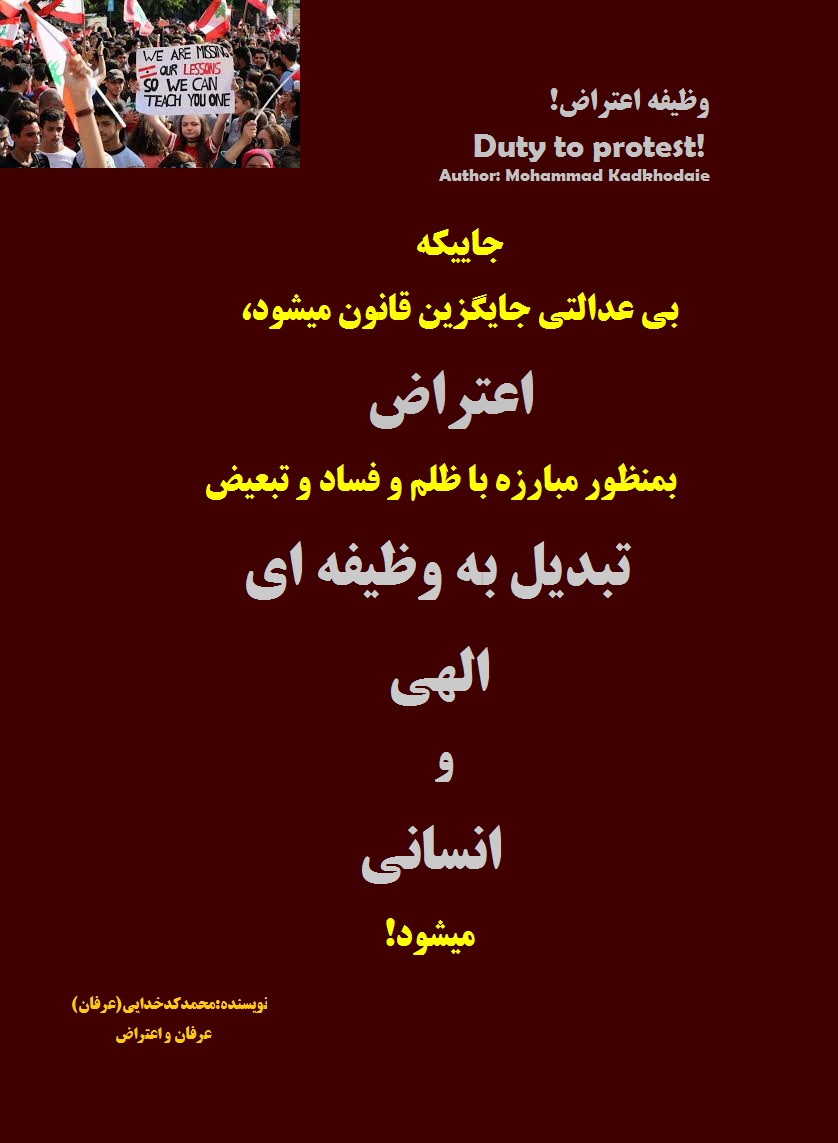 WE ARE MISSING
OUR LESSONS
SO WE CAN
TEACH YOU ONE
وظیفه اعتراض!
Duty to protest!
Author: Mohammad Kadkhodaie
جاییکه
بی عدالتی جایگزین قانون میشود،
اعتراض
بمنظور مبارزه با ظلم و فساد و تبعیض
تبدیل به وظیفه ای
الهی
و
انسانی
میشود!
نویسنده:محمدکدخدایی(عرفان)
عرفان و اعتراض